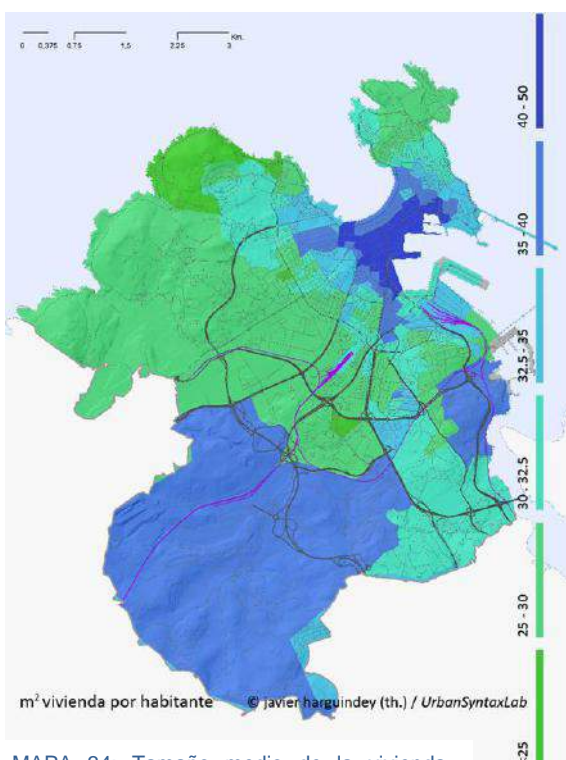 Km.
0 0,375 0.75 1.5 2.25 3
40 - 50
35 - 40
32.5 - 35
30 - 32.5
25 - 30
<25
m² vivienda por habitante © javier harguindey (th.) / UrbanSyntaxLab
MAPA 24: Tamaño medio de la vivienda